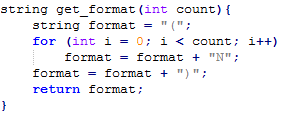 string get_format(int count){
    string format = "(";
    for (int i = 0; i < count; i++)
        format = format + "N";
    format = format + ")";
    return format;
}